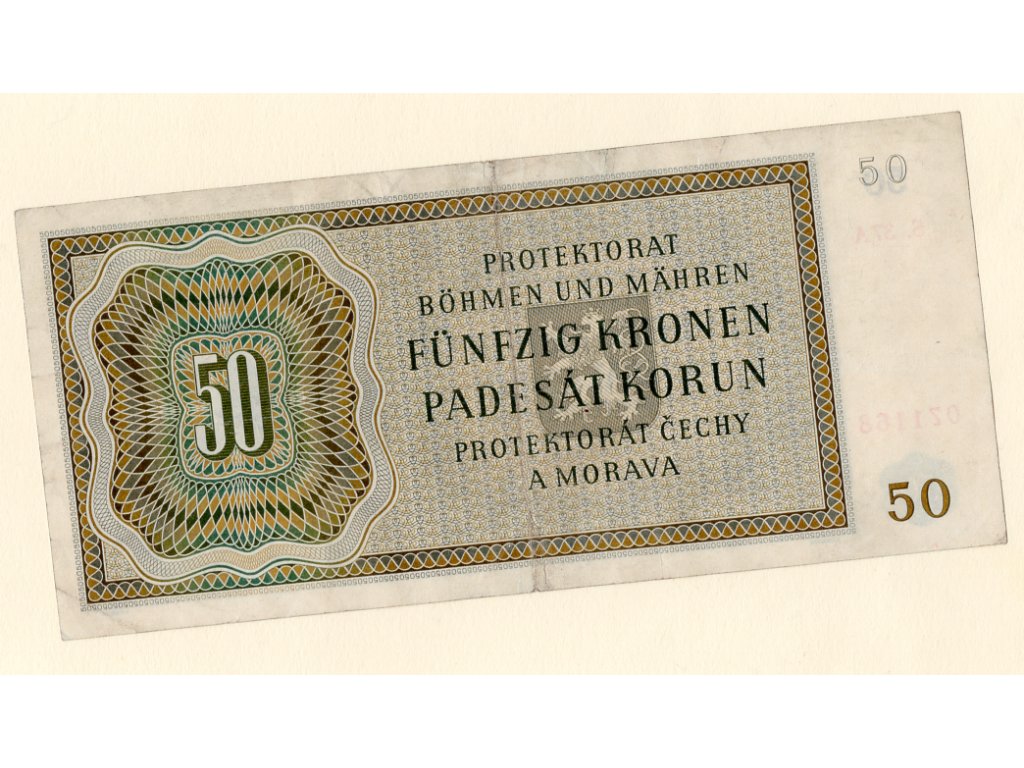 50
PROTEKTORAT
BÖHMEN UND MÄHREN
FÜNFZIG KRONEN
PADESÁT KORUN
PROTEKTORÁT ČECHY
A MORAVA
50
50